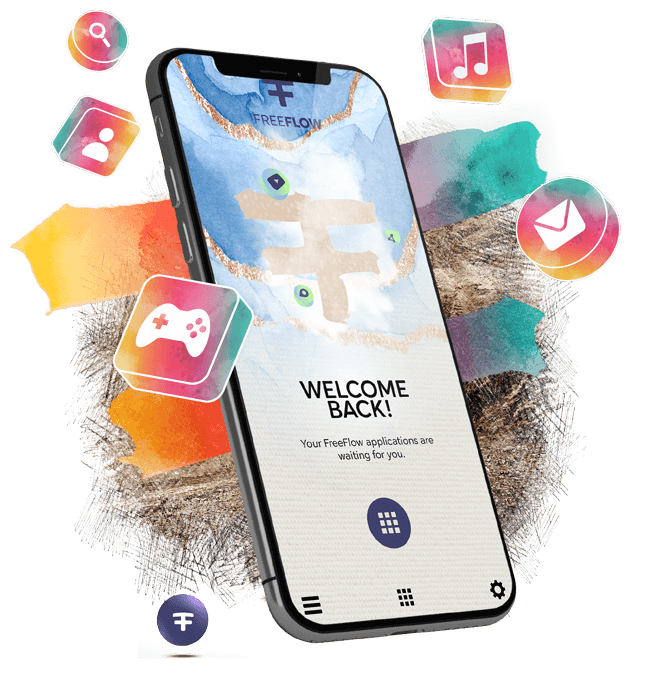 FREEFLOW
WELCOME
BACK!
Your FreeFlow applications are
waiting for you.